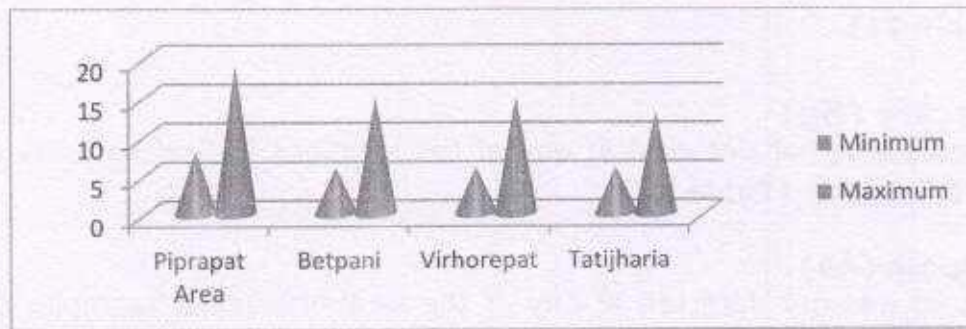 20
15
10
5
0
Piprapat
Area
Betpani
Virhorepat
Tatijharia
Minimum
Maximum